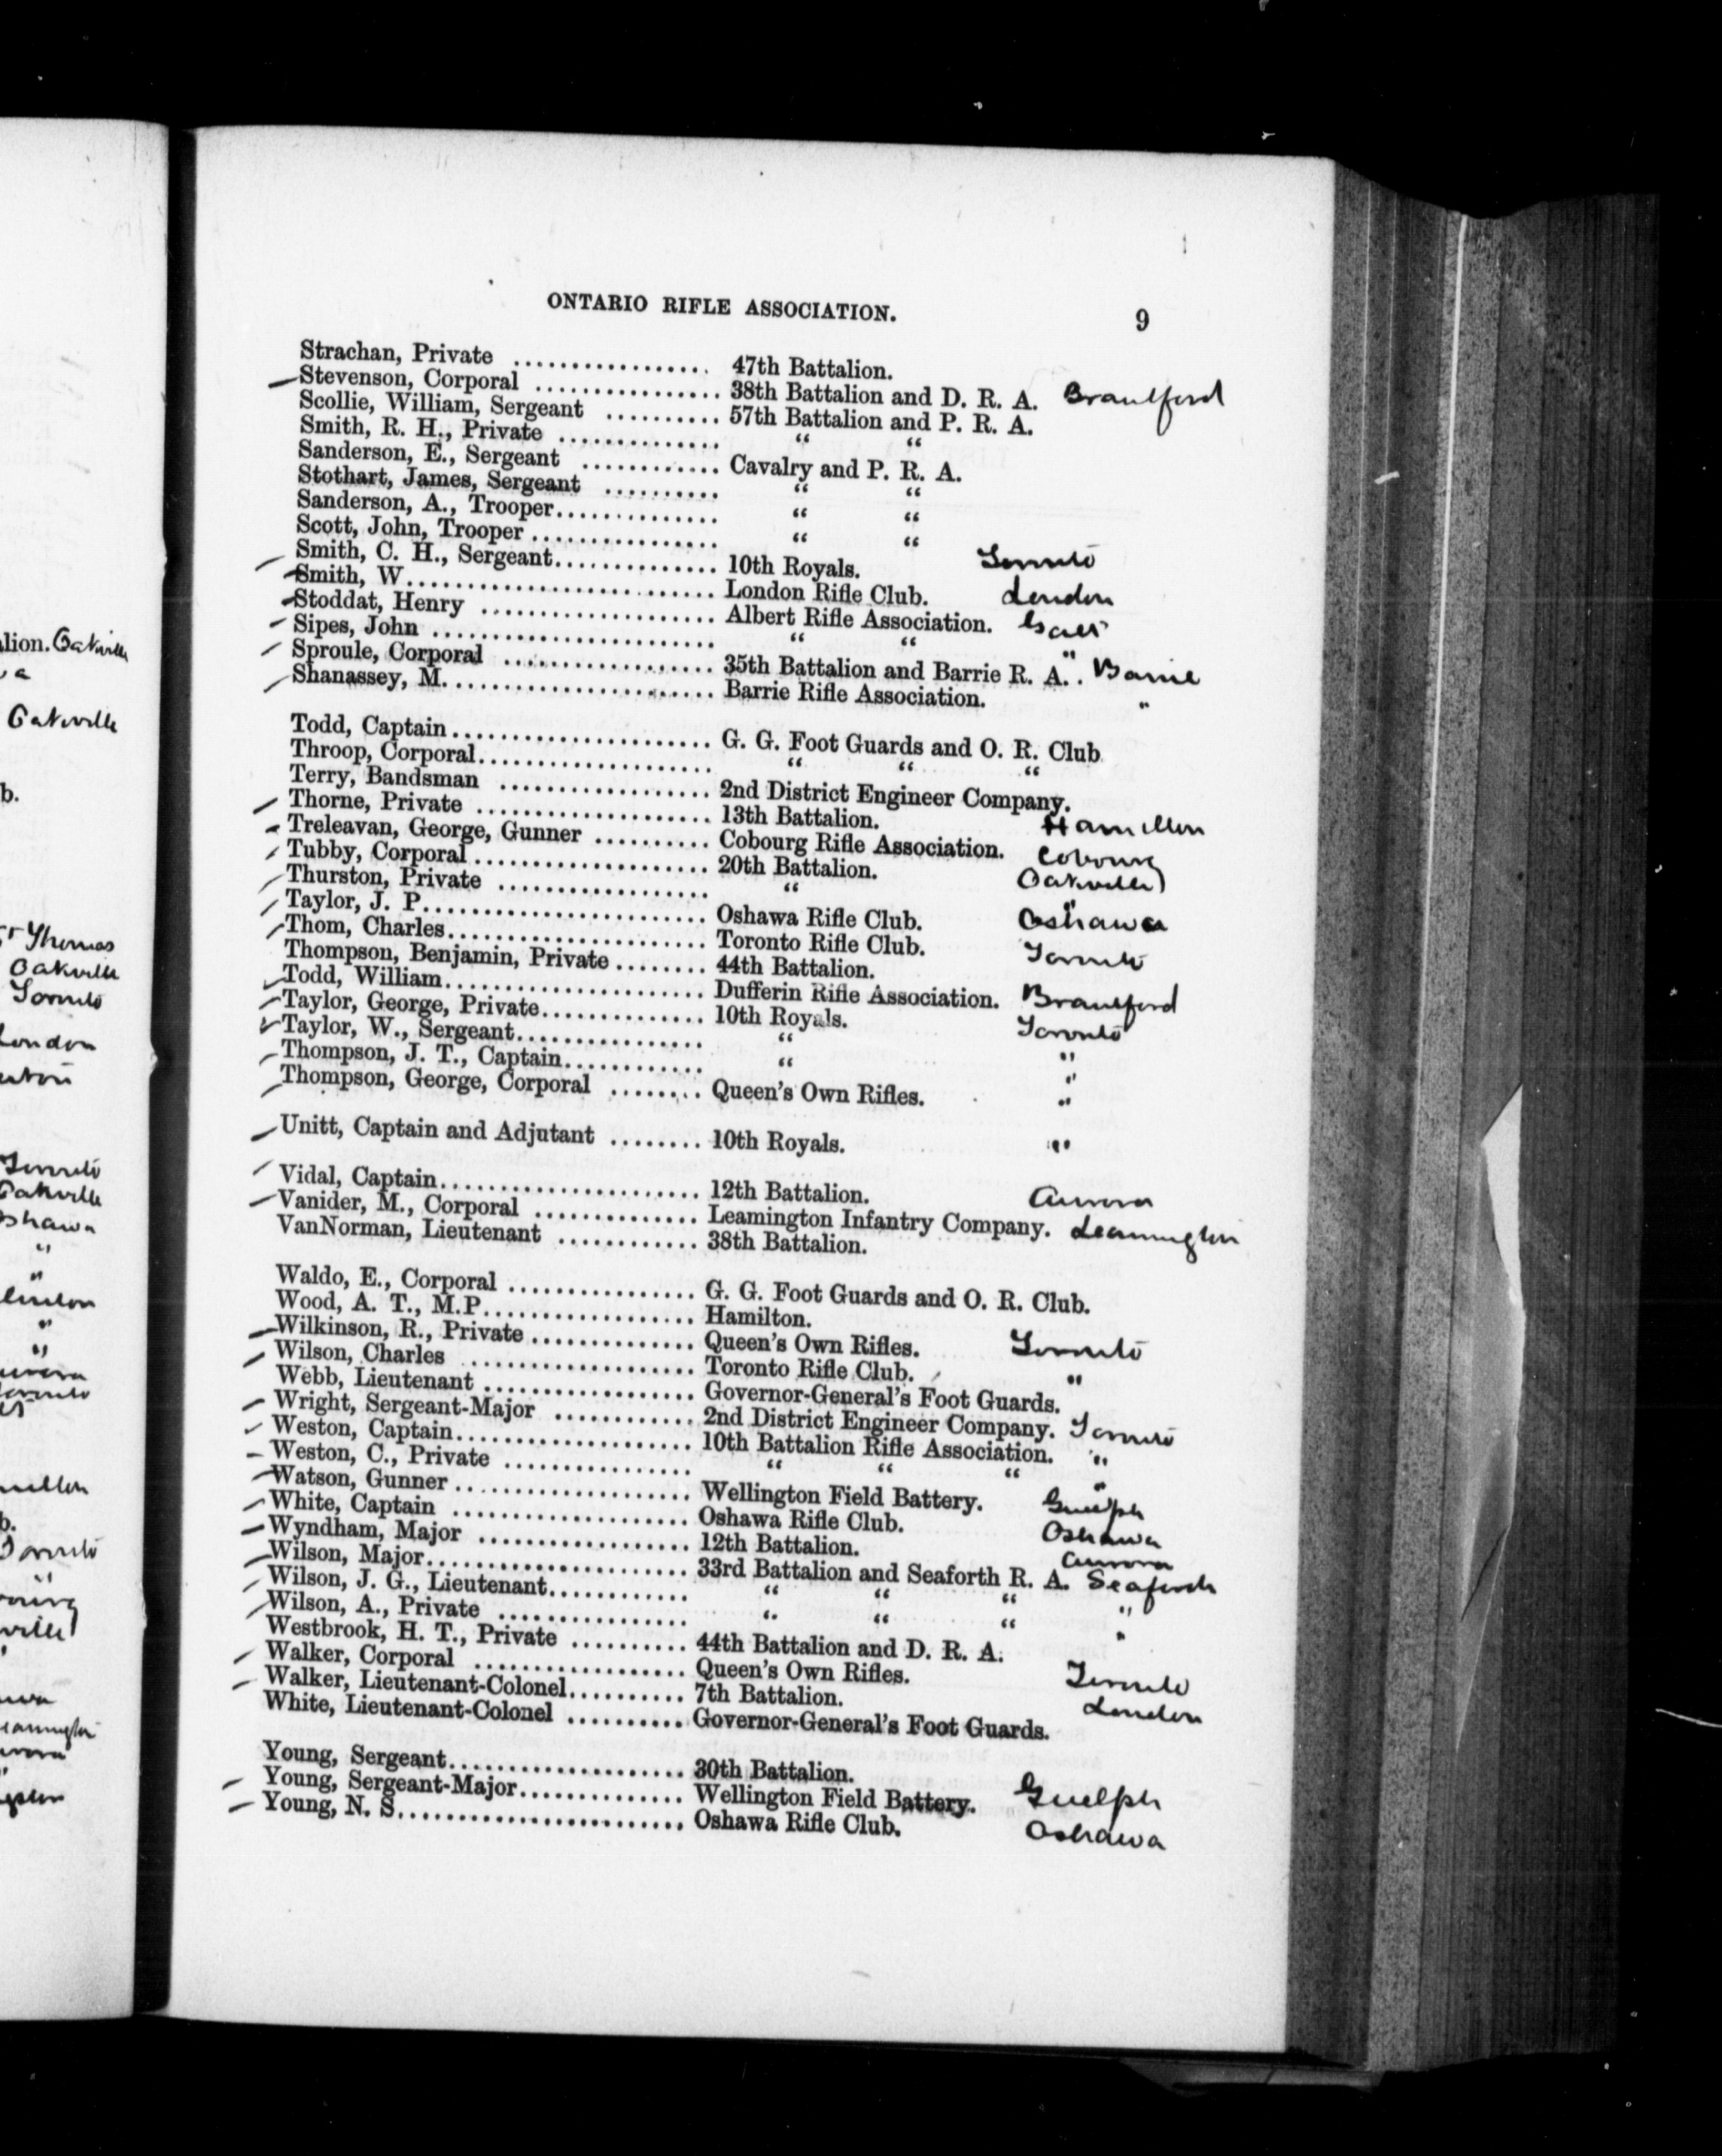 ONTARIO RIFLE ASSOCIATION. 9
Strachan, Private ................ 47th Battalion.
Stevenson, Corporal ............... 38th Battalion and D. R. A. Brantford
Scollie, William, Sergeant .......... 57th Battalion and P. R. A.
Smith, R. H., Private .............. “ “
Sanderson, E., Sergeant ............ Cavalry and P. R. A.
Stothart, James, Sergeant .......... “ “
Sanderson, A., Trooper.............. “ “
Scott, John, Trooper ................ “ “
Smith, C. H., Sergeant.............. 10th Royals. Toronto
Smith, W........................... London Rifle Club. London
Stoddat, Henry .................... Albert Rifle Association. Galt
Sipes, John ........................ “ “ "
Sproule, Corporal .................. 35th Battalion and Barrie R. A. Barrie
Shanassey, M....................... Barrie Rifle Association. "
Todd, Captain...................... G. G. Foot Guards and O. R. Club
Throop, Corporal.................... “ “ “
Terry, Bandsman .................. 2nd District Engineer Company.
Thorne, Private .................... 13th Battalion. Hamilton
Treleavan, George, Gunner .......... Cobourg Rifle Association. Cobourg
Tubby, Corporal.................... 20th Battalion. Oakville
Thurston, Private .................. “ "
Taylor, J. P........................ Oshawa Rifle Club. Oshawa
Thom, Charles...................... Toronto Rifle Club. Toronto
Thompson, Benjamin, Private ........ 44th Battalion.
Todd, William...................... Dufferin Rifle Association. Brantford
Taylor, George, Private.............. 10th Royals. Toronto
Taylor, W., Sergeant................ “ "
Thompson, J. T., Captain............ “ "
Thompson, George, Corporal ........ Queen's Own Rifles. "
Unitt, Captain and Adjutant ........ 10th Royals. "
Vidal, Captain...................... 12th Battalion. Aurora
Vanider, M., Corporal .............. Leamington Infantry Company. Leamington
VanNorman, Lieutenant ............ 38th Battalion.
Waldo, E., Corporal ................ G. G. Foot Guards and O. R. Club.
Wood, A. T., M.P.................. Hamilton.
Wilkinson, R., Private .............. Queen's Own Rifles. Toronto
Wilson, Charles .................... Toronto Rifle Club. "
Webb, Lieutenant .................. Governor-General's Foot Guards.
Wright, Sergeant-Major ............ 2nd District Engineer Company. Toronto
Weston, Captain.................... 10th Battalion Rifle Association. "
Weston, C., Private ................ “ “ “ "
Watson, Gunner .................... Wellington Field Battery. Guelph
White, Captain .................... Oshawa Rifle Club. Oshawa
Wyndham, Major .................. 12th Battalion. Aurora
Wilson, Major...................... 33rd Battalion and Seaforth R. A. Seaforth
Wilson, J. G., Lieutenant............ “ “ “ "
Wilson, A., Private ................ “ “ “ "
Westbrook, H. T., Private .......... 44th Battalion and D. R. A.
Walker, Corporal .................. Queen's Own Rifles. Toronto
Walker, Lieutenant-Colonel.......... 7th Battalion. London
White, Lieutenant-Colonel .......... Governor-General's Foot Guards.
Young, Sergeant.................... 30th Battalion.
Young, Sergeant-Major.............. Wellington Field Battery. Guelph
Young, N. S........................ Oshawa Rifle Club. Oshawa
Oakville
Oakville
Thomas
Oakville
Toronto
London
Toronto
Oakville
Toronto